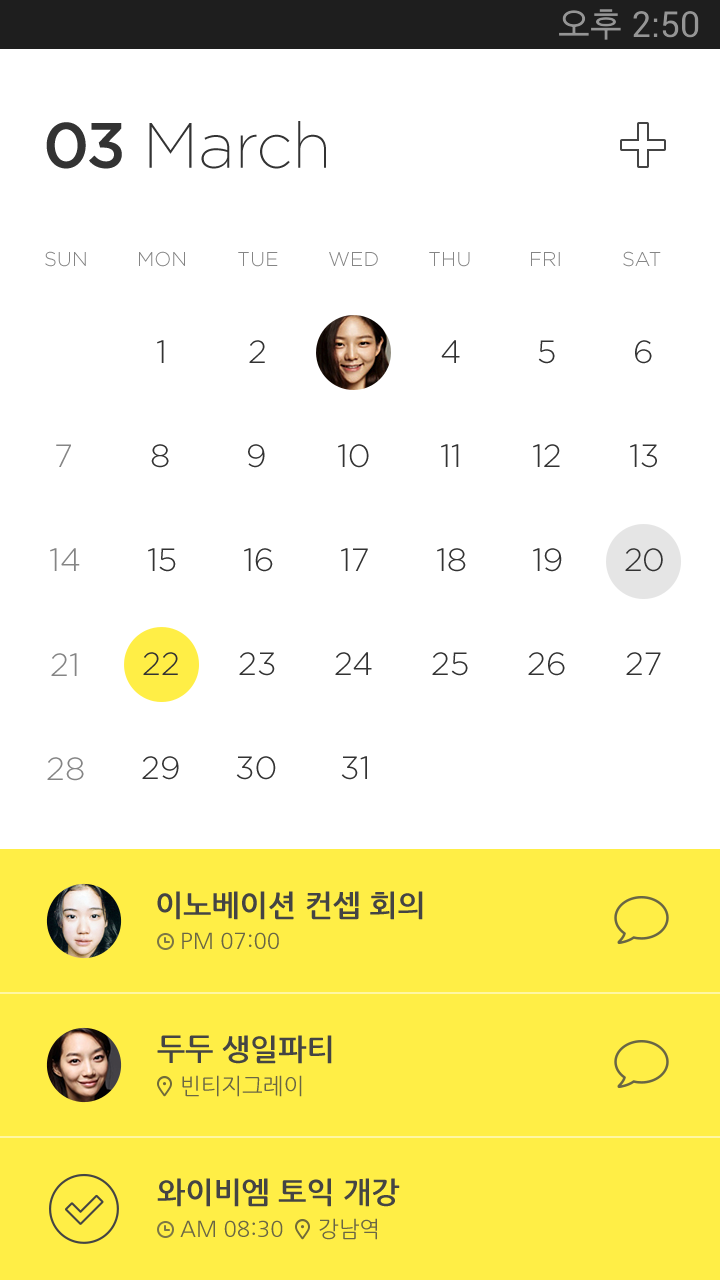 오후 2:50
03 March
SUN MON TUE WED THU FRI SAT
1 2 4 5 6
7 8 9 10 11 12 13
14 15 16 17 18 19 20
21 22 23 24 25 26 27
28 29 30 31
이노베이션 컨셉 회의
PM 07:00
두두 생일파티
빈티지그레이
와이비엠 토익 개강
AM 08:30 강남역